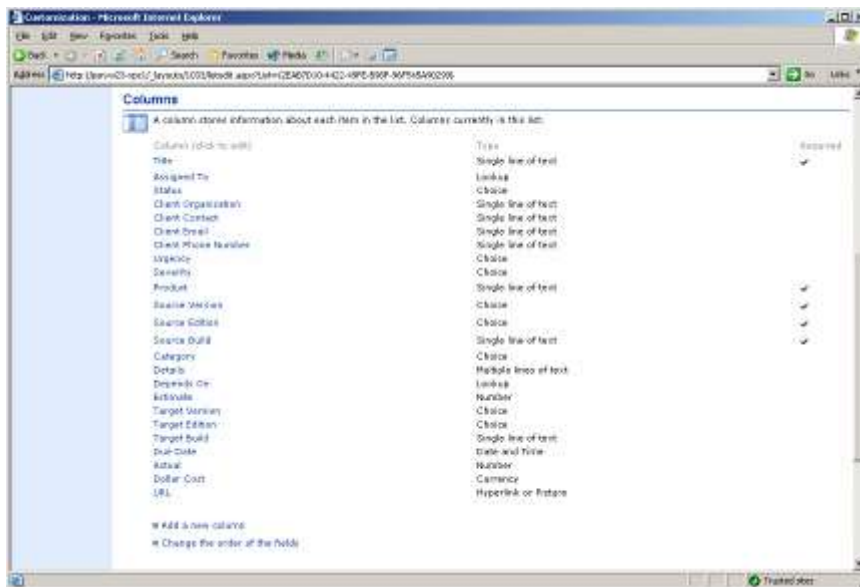 Customization - Microsoft Internet Explorer
File Edit View Favorites Tools Help
Back Search Favorites Media
Address Go Links
Columns
A column stores information about each item in the list. Columns currently in this list:
Column (click to edit) Type Required
Title Single line of text
Assigned To Lookup
Status Choice
Client Organization Single line of text
Client Contact Single line of text
Client Email Single line of text
Client Phone Number Single line of text
Urgency Choice
Severity Choice
Product Single line of text
Source Version Choice
Source Edition Choice
Source Build Single line of text
Category Choice
Details Multiple lines of text
Depends On Lookup
Estimate Number
Target Version Choice
Target Edition Choice
Target Build Single line of text
Due Date Date and Time
Actual Number
Dollar Cost Currency
URL Hyperlink or Picture
Add a new column
Change the order of the fields
Trusted sites